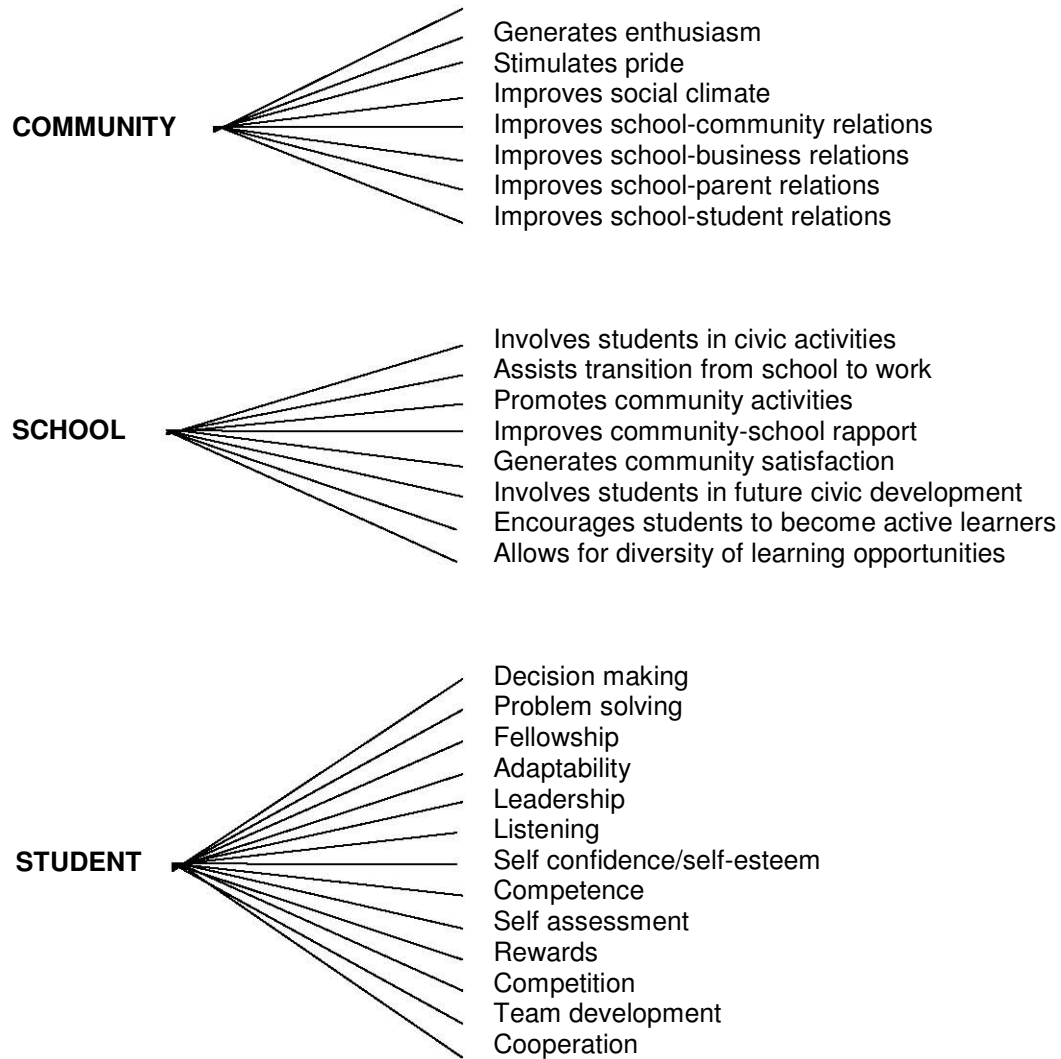 Generates enthusiasm
Stimulates pride
Improves social climate
COMMUNITY
Improves school-community relations
Improves school-business relations
Improves school-parent relations
Improves school-student relations
Involves students in civic activities
Assists transition from school to work
Promotes community activities
SCHOOL
Improves community-school rapport
Generates community satisfaction
Involves students in future civic development
Encourages students to become active learners
Allows for diversity of learning opportunities
Decision making
Problem solving
Fellowship
Adaptability
Leadership
Listening
STUDENT
Self confidence/self-esteem
Competence
Self assessment
Rewards
Competition
Team development
Cooperation